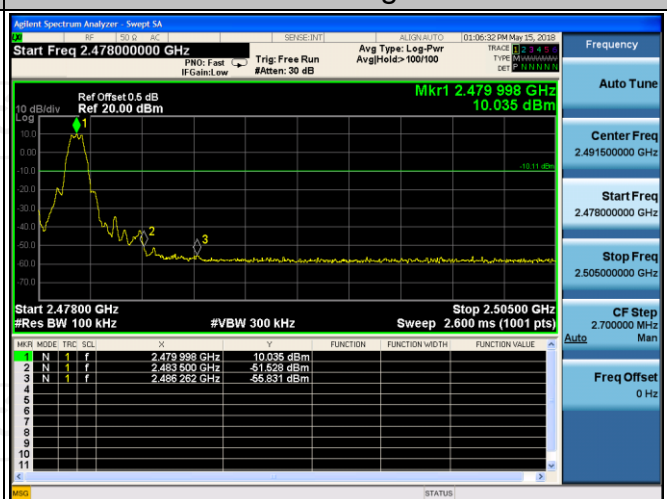 Agilent Spectrum Analyzer - Swept SA
RF 50 Ω AC SENSE:INT ALIGN AUTO 01:06:32 PM May 15, 2018
Start Freq 2.478000000 GHz
PNO: Fast
IFGain:Low
Trig: Free Run
#Atten: 30 dB
Avg Type: Log-Pwr
Avg|Hold:> 100/100
TRACE 1 2 3 4 5 6
TYPE M
DET P N N N N N
Ref Offset 0.5 dB
10 dB/div Ref 20.00 dBm
Log
Mkr1 2.479 998 GHz
10.035 dBm
10.0
0.00
-10.0
-20.0
-30.0
-40.0
-50.0
-60.0
-70.0
1
2
3
-10.11 dBm
Start 2.47800 GHz Stop 2.50500 GHz
#Res BW 100 kHz #VBW 300 kHz Sweep 2.600 ms (1001 pts)
MKR MODE TRC SCL X Y FUNCTION FUNCTION WIDTH FUNCTION VALUE
1 N 1 f 2.479 998 GHz 10.035 dBm
2 N 1 f 2.483 500 GHz -51.528 dBm
3 N 1 f 2.486 262 GHz -55.831 dBm
4
5
6
7
8
9
10
11
MSG STATUS
Frequency
Auto Tune
Center Freq
2.491500000 GHz
Start Freq
2.478000000 GHz
Stop Freq
2.505000000 GHz
CF Step
2.700000 MHz
Auto Man
Freq Offset
0 Hz